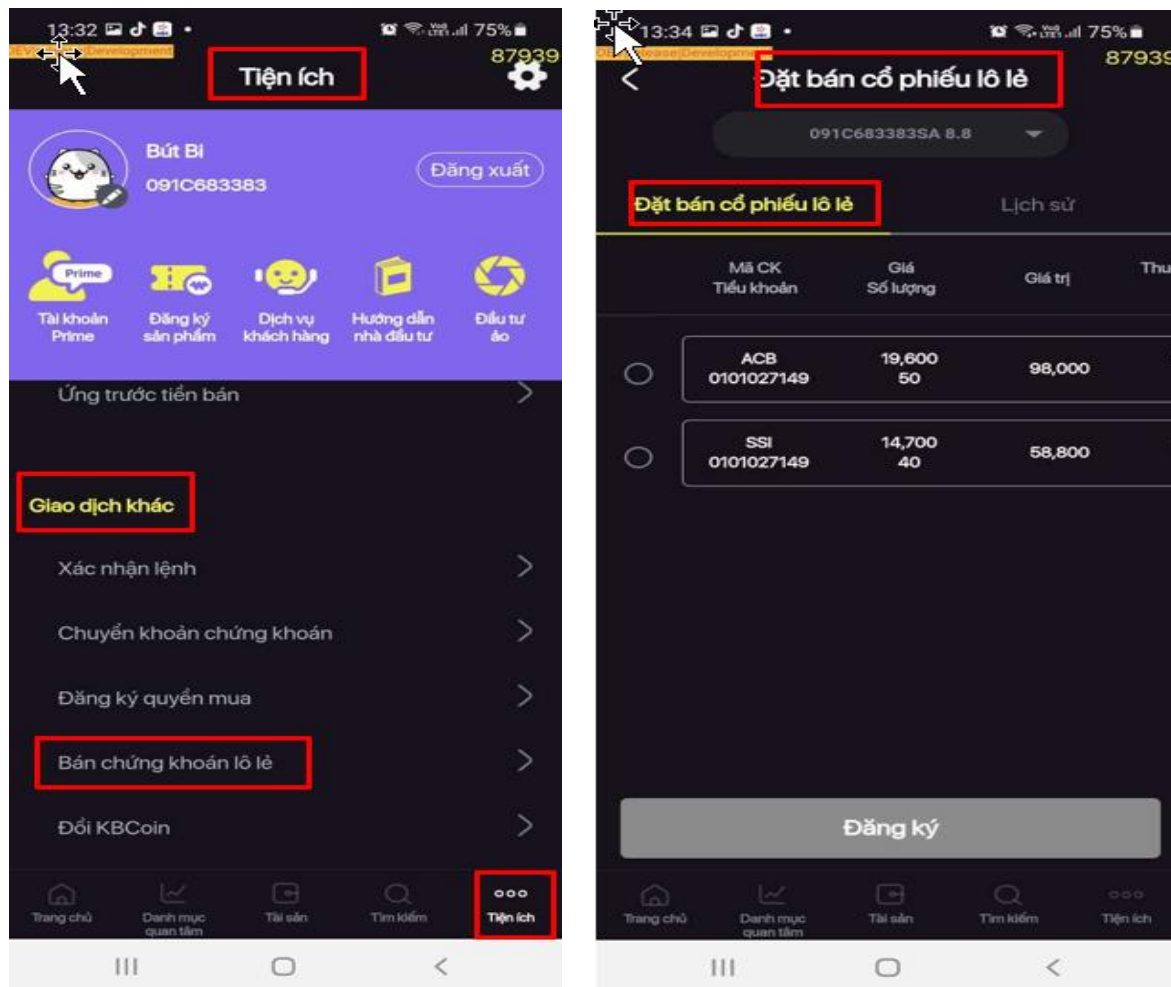 13:32
75%
Development
87939
Tiện ích
Bút Bi
091C683383
Đăng xuất
Prime
Tài khoản Prime
Đăng ký sản phẩm
Dịch vụ khách hàng
Hướng dẫn nhà đầu tư
Đầu tư ảo
Ứng trước tiền bán
Giao dịch khác
Xác nhận lệnh
Chuyển khoản chứng khoán
Đăng ký quyền mua
Bán chứng khoán lô lẻ
Đổi KBCoin
Trang chủ
Danh mục quan tâm
Tài sản
Tìm kiếm
Tiện ích
13:34
75%
87939
Đặt bán cổ phiếu lô lẻ
091C683383SA 8.8
Đặt bán cổ phiếu lô lẻ
Lịch sử
Mã CK
Tiểu khoản
Giá
Số lượng
Giá trị
Thu
ACB 19,600 98,000
0101027149 50
SSI 14,700 58,800
0101027149 40
Đăng ký
Trang chủ
Danh mục quan tâm
Tài sản
Tìm kiếm
Tiện ích